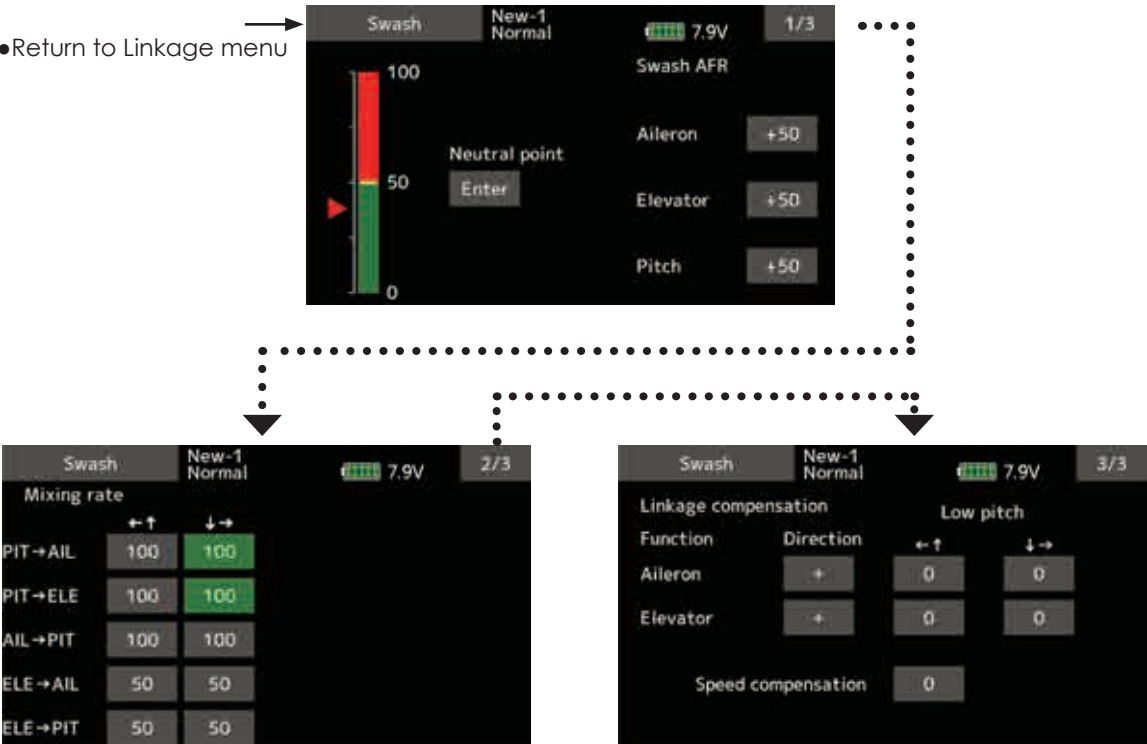 ●Return to Linkage menu
Swash New-1 Normal 7.9V 1/3
Swash AFR
100
50
0
Neutral point
Enter
Aileron +50
Elevator +50
Pitch +50
Swash New-1 Normal 7.9V 2/3
Mixing rate
←↑ ↓→
PIT→AIL 100 100
PIT→ELE 100 100
AIL→PIT 100 100
ELE→AIL 50 50
ELE→PIT 50 50
Swash New-1 Normal 7.9V 3/3
Linkage compensation Low pitch
Function Direction ←↑ ↓→
Aileron + 0 0
Elevator + 0 0
Speed compensation 0